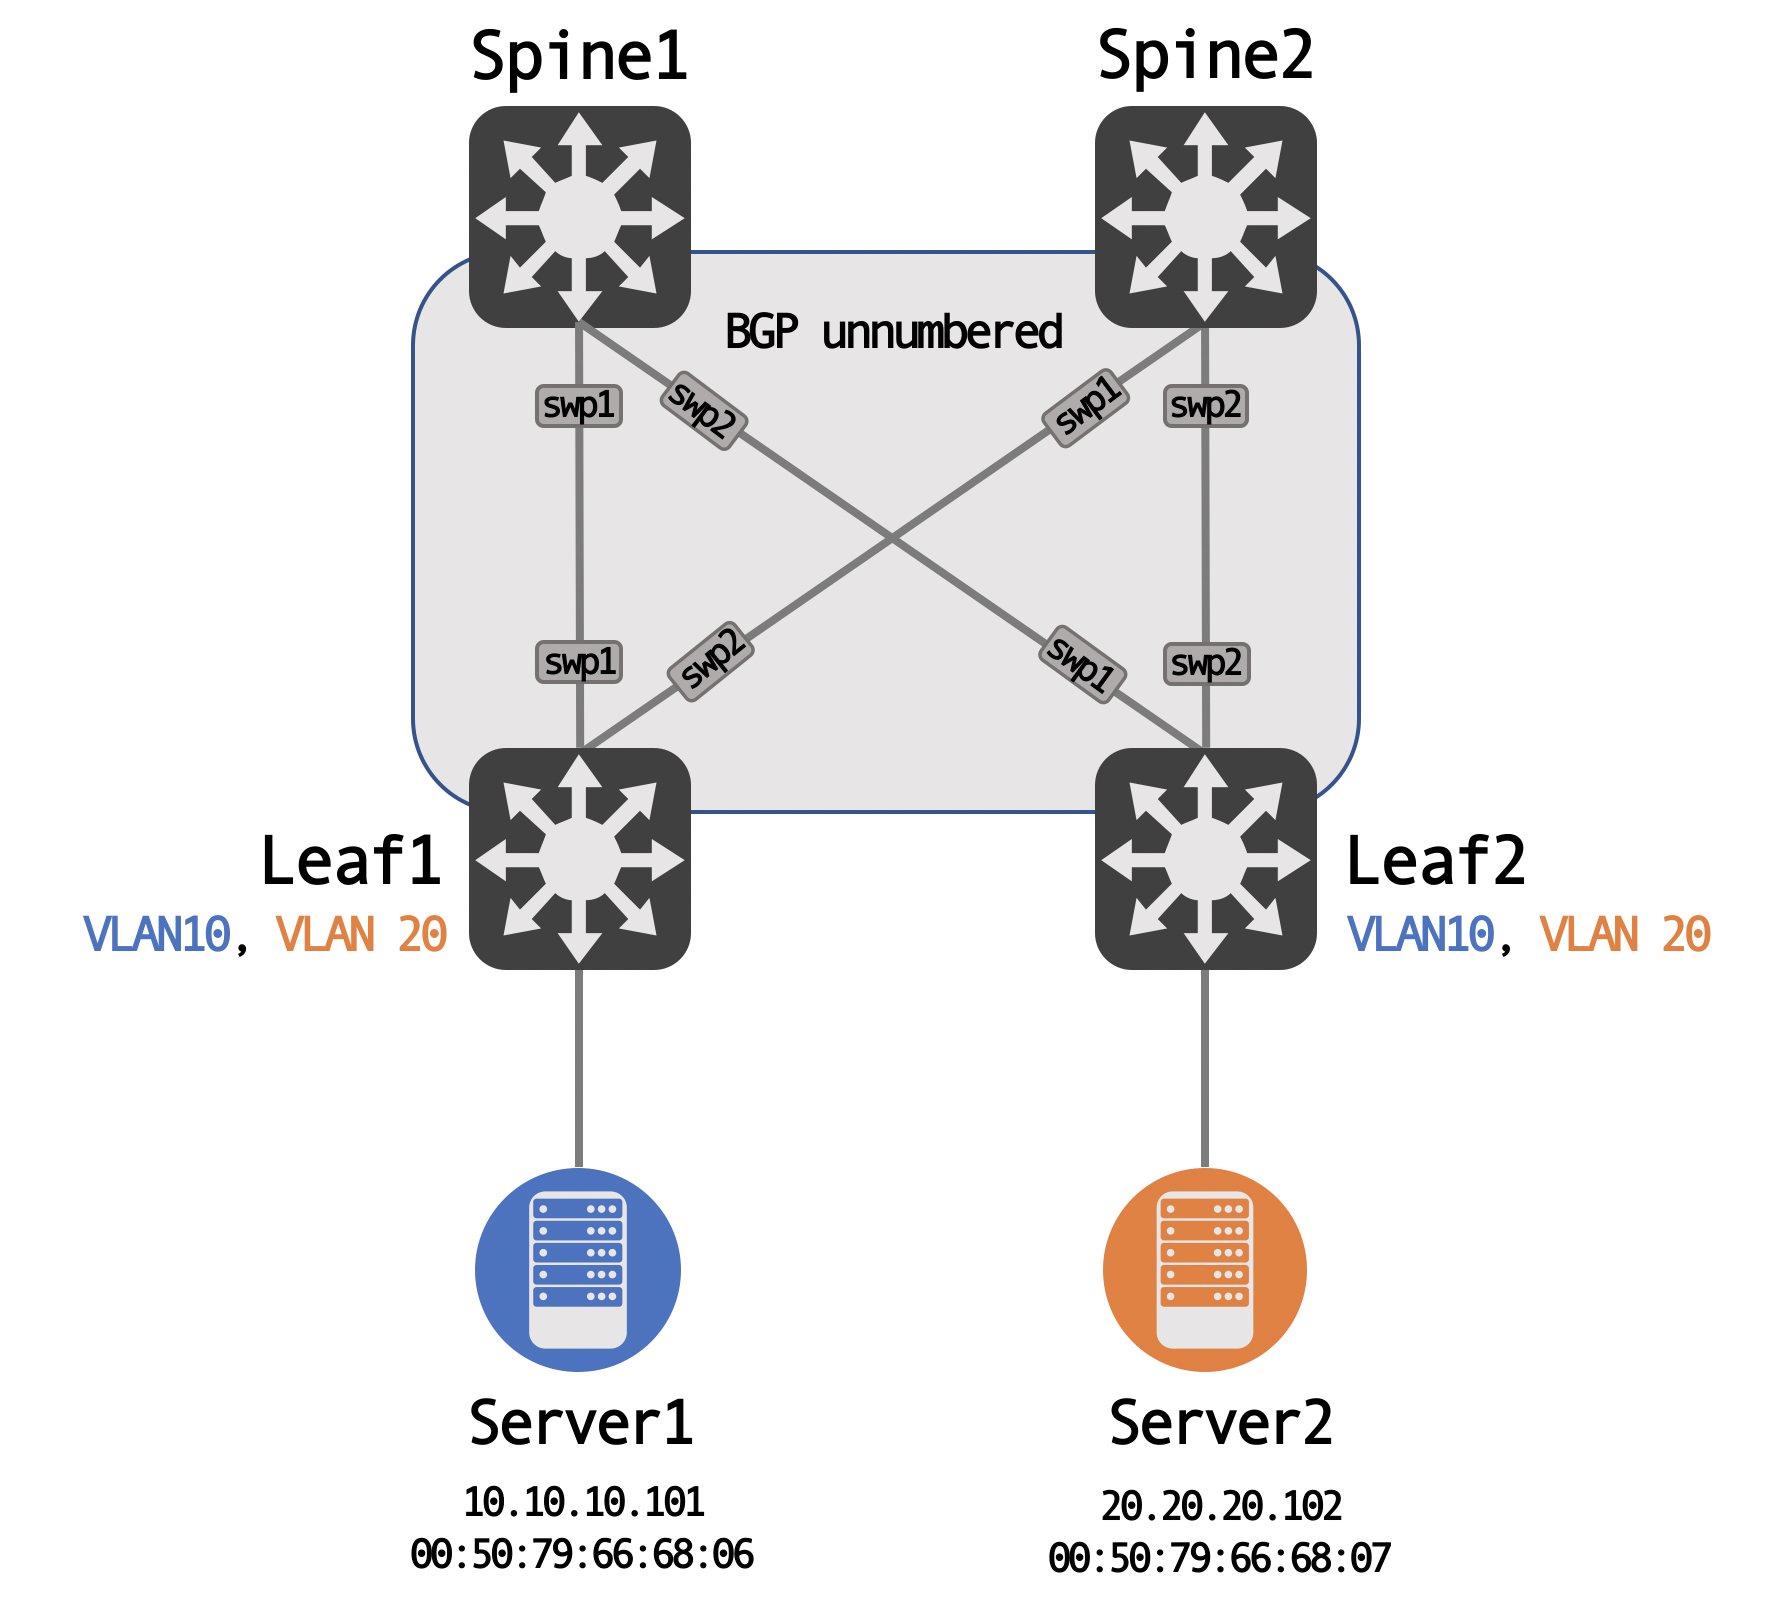 Spine1
Spine2
BGP unnumbered
swp1
swp2
swp1
swp2
swp1
swp2
swp1
swp2
Leaf1
VLAN10, VLAN 20
Leaf2
VLAN10, VLAN 20
Server1
10.10.10.101
00:50:79:66:68:06
Server2
20.20.20.102
00:50:79:66:68:07